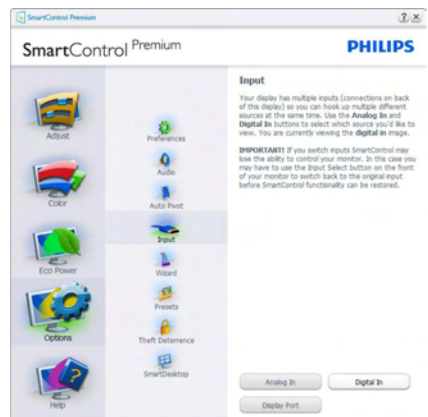 SmartControl Premium
SmartControl Premium
PHILIPS
Adjust
Color
Eco Power
Options
Help
Preferences
Audio
Auto Pivot
Input
Wizard
Presets
Theft Deterrence
SmartDesktop
Input
Your display has multiple inputs (connections on back
of this display) so you can hook up multiple different
sources at the same time. Use the Analog In and
Digital In buttons to select which source you'd like to
view. You are currently viewing the digital in image.
IMPORTANT! If you switch inputs SmartControl may
lose the ability to control your monitor. In this case you
may have to use the Input Select button on the front
of your monitor to switch back to the original input
before SmartControl functionality can be restored.
Analog In
Digital In
Display Port